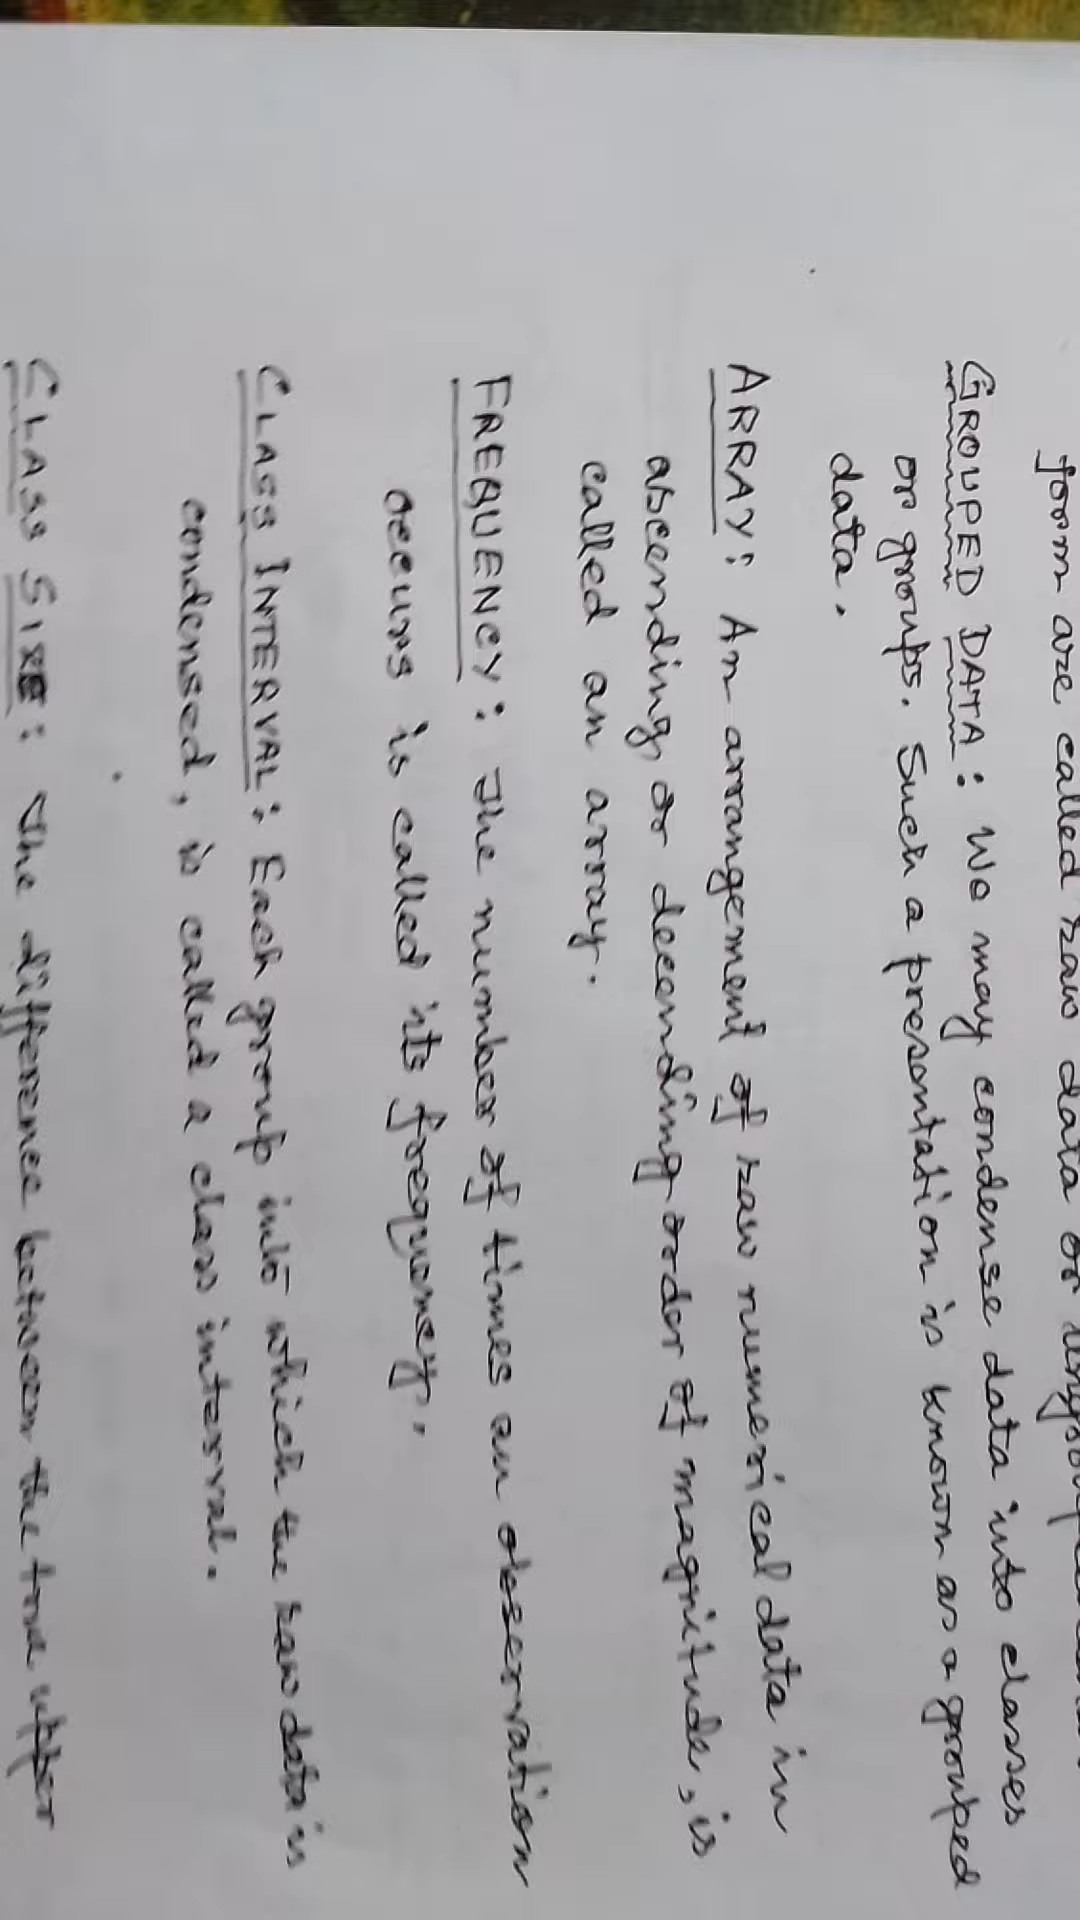 form are called raw data or ungrouped
GROUPED DATA: We may condense data into classes
or groups. Such a presentation is known as a grouped
data.
ARRAY: An arrangement of raw numerical data in
ascending or decending order of magnitude, is
called an array.
FREQUENCY: The number of times an observation
occurs is called its frequency.
CLASS INTERVAL: Each group into which the raw data is
condensed, is called a class interval.
CLASS SIZE: The difference between the true upper